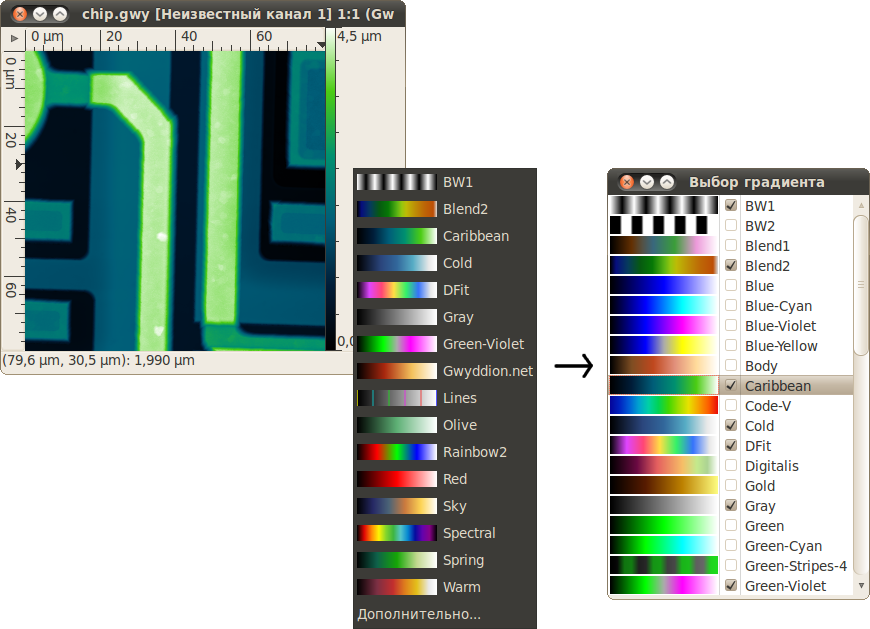 chip.gwy [Неизвестный канал 1] 1:1 (Gw
0 µm 20 40 60 4,5 µm
0 µm
20
40
60
0,0
(79,6 µm, 30,5 µm): 1,990 µm
BW1
Blend2
Caribbean
Cold
DFit
Gray
Green-Violet
Gwyddion.net
Lines
Olive
Rainbow2
Red
Sky
Spectral
Spring
Warm
Дополнительно...
Выбор градиента
BW1
BW2
Blend1
Blend2
Blue
Blue-Cyan
Blue-Violet
Blue-Yellow
Body
Caribbean
Code-V
Cold
DFit
Digitalis
Gold
Gray
Green
Green-Cyan
Green-Stripes-4
Green-Violet